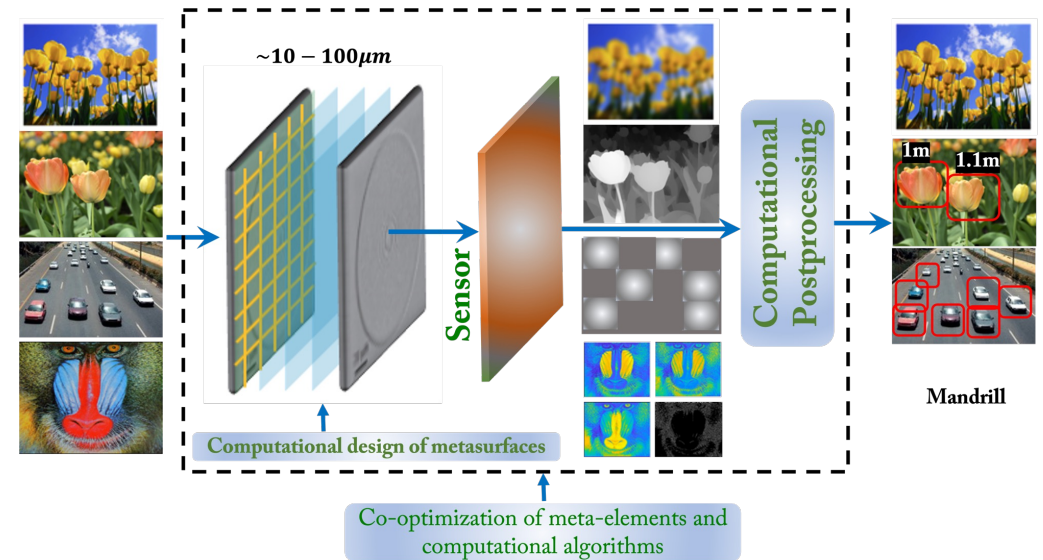 ~10 − 100μm
Sensor
Computational
Postprocessing
1m
1.1m
Mandrill
Computational design of metasurfaces
Co-optimization of meta-elements and
computational algorithms